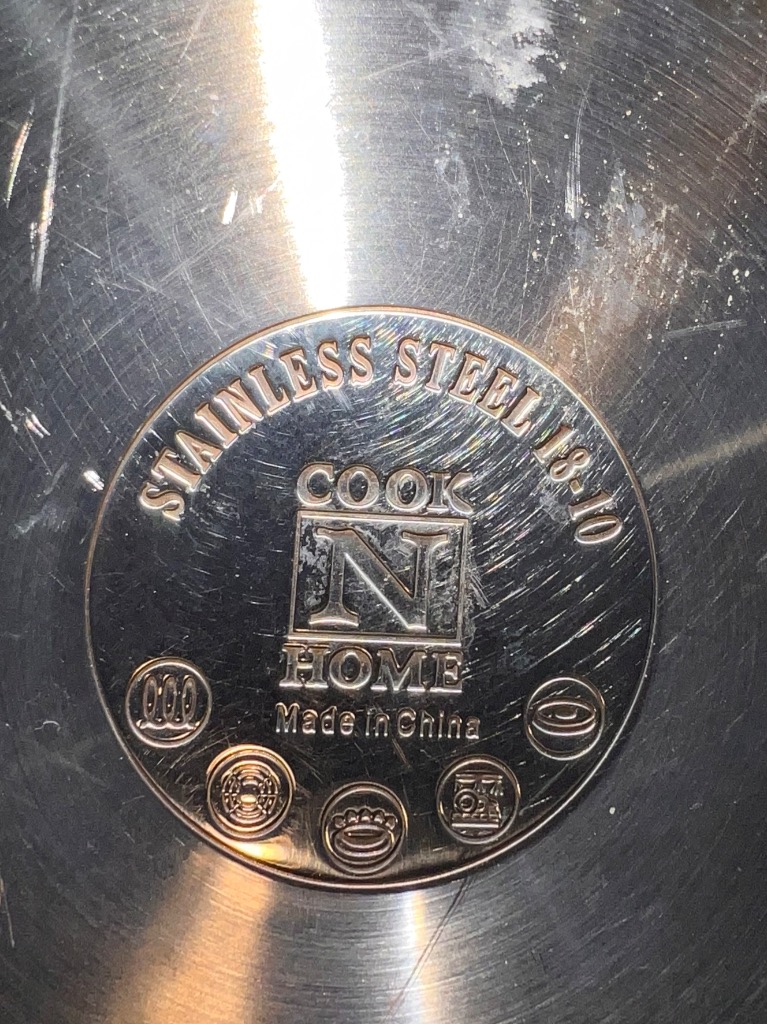 STAINLESS STEEL 18-10
COOK
N
HOME
Made in China